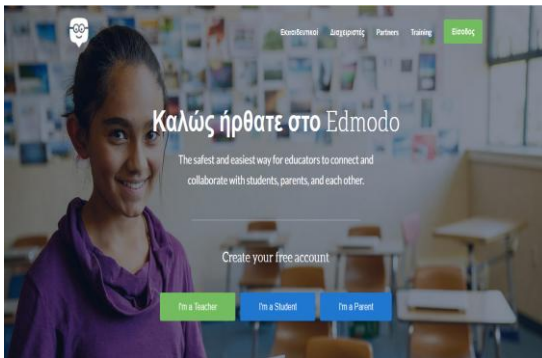 Εκπαιδευτικοί Διαχειριστής Partners Training Είσοδος
Καλώς ήρθατε στο Edmodo
The safest and easiest way for educators to connect and
collaborate with students, parents, and each other.
Create your free account
I'm a Teacher I'm a Student I'm a Parent